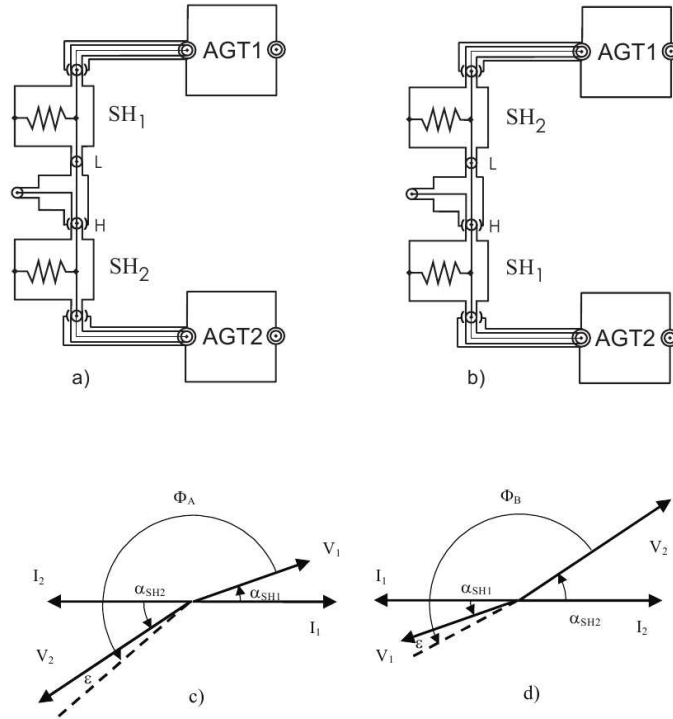 AGT1
SH1
L
H
SH2
AGT2
a)
AGT1
SH2
L
H
SH1
AGT2
b)
ΦA
V1
I2
αSH2
αSH1
I1
V2
ε
c)
ΦB
V2
I1
αSH1
αSH2
I2
V1
ε
d)